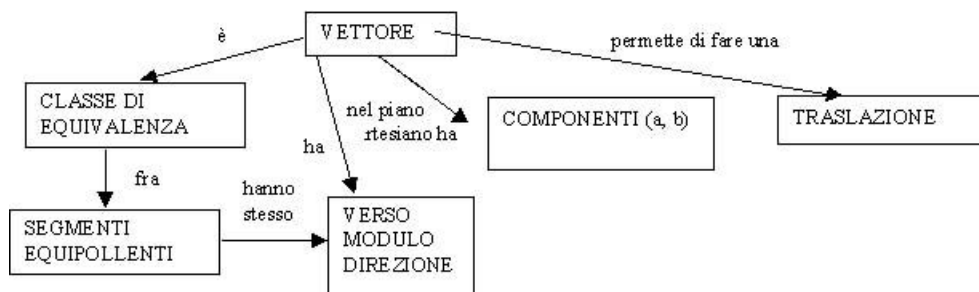 VETTORE
è
permette di fare una
CLASSE DI
EQUIVALENZA
nel piano
rtesiano ha
COMPONENTI (a, b)
TRASLAZIONE
ha
fra
hanno
stesso
SEGMENTI
EQUIPOLLENTI
VERSO
MODULO
DIREZIONE